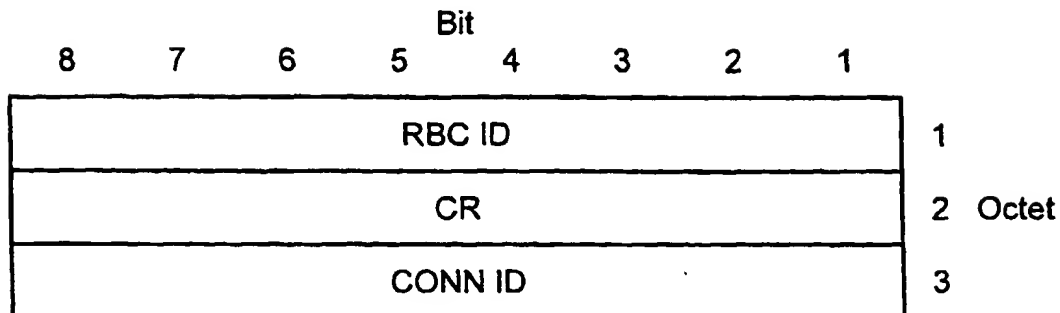 Bit
8 7 6 5 4 3 2 1
RBC ID 1
CR 2 Octet
CONN ID 3